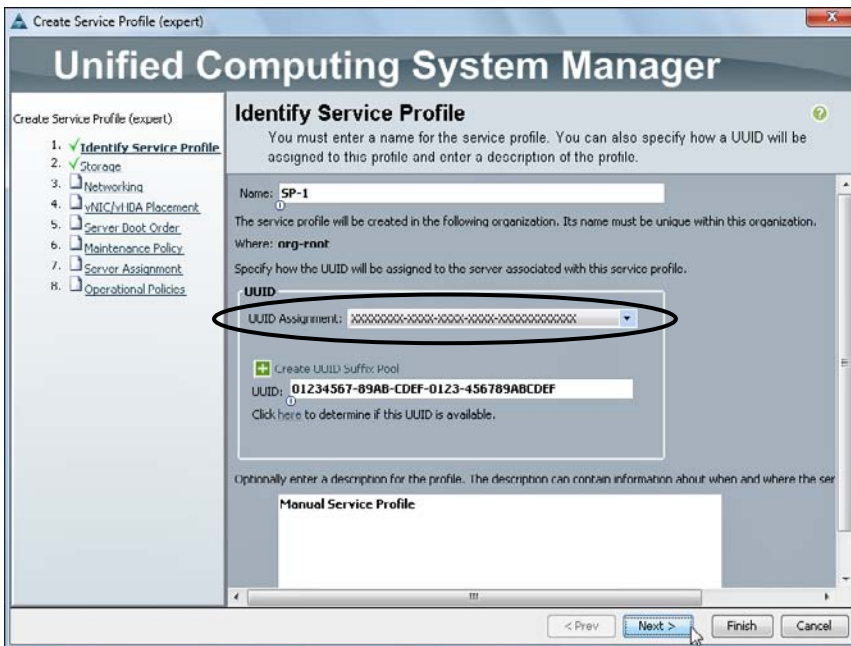 Create Service Profile (expert)
Unified Computing System Manager
Create Service Profile (expert)
1. Identify Service Profile
2. Storage
3. Networking
4. vNIC/vHBA Placement
5. Server Boot Order
6. Maintenance Policy
7. Server Assignment
8. Operational Policies
Identify Service Profile
You must enter a name for the service profile. You can also specify how a UUID will be
assigned to this profile and enter a description of the profile.
Name: SP-1
The service profile will be created in the following organization. Its name must be unique within this organization.
Where: org-root
Specify how the UUID will be assigned to the server associated with this service profile.
UUID
UUID Assignment: XXXXXXXX-XXXX-XXXX-XXXX-XXXXXXXXXXXX
Create UUID Suffix Pool
UUID: 01234567-89AB-CDEF-0123-456789ABCDEF
Click here to determine if this UUID is available.
Optionally enter a description for the profile. The description can contain information about when and where the ser
Manual Service Profile
< Prev
Next >
Finish
Cancel